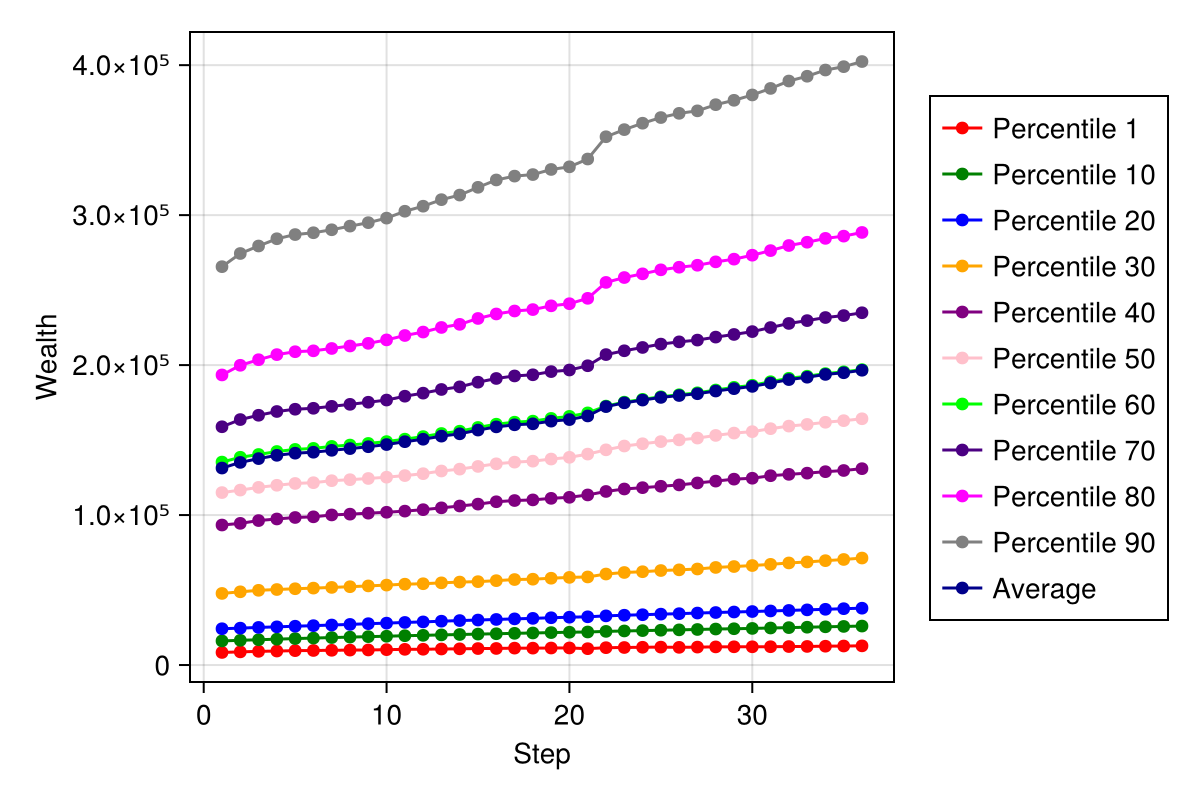 4.0×10⁵
3.0×10⁵
2.0×10⁵
1.0×10⁵
0
Wealth
0 10 20 30
Step
Percentile 1
Percentile 10
Percentile 20
Percentile 30
Percentile 40
Percentile 50
Percentile 60
Percentile 70
Percentile 80
Percentile 90
Average